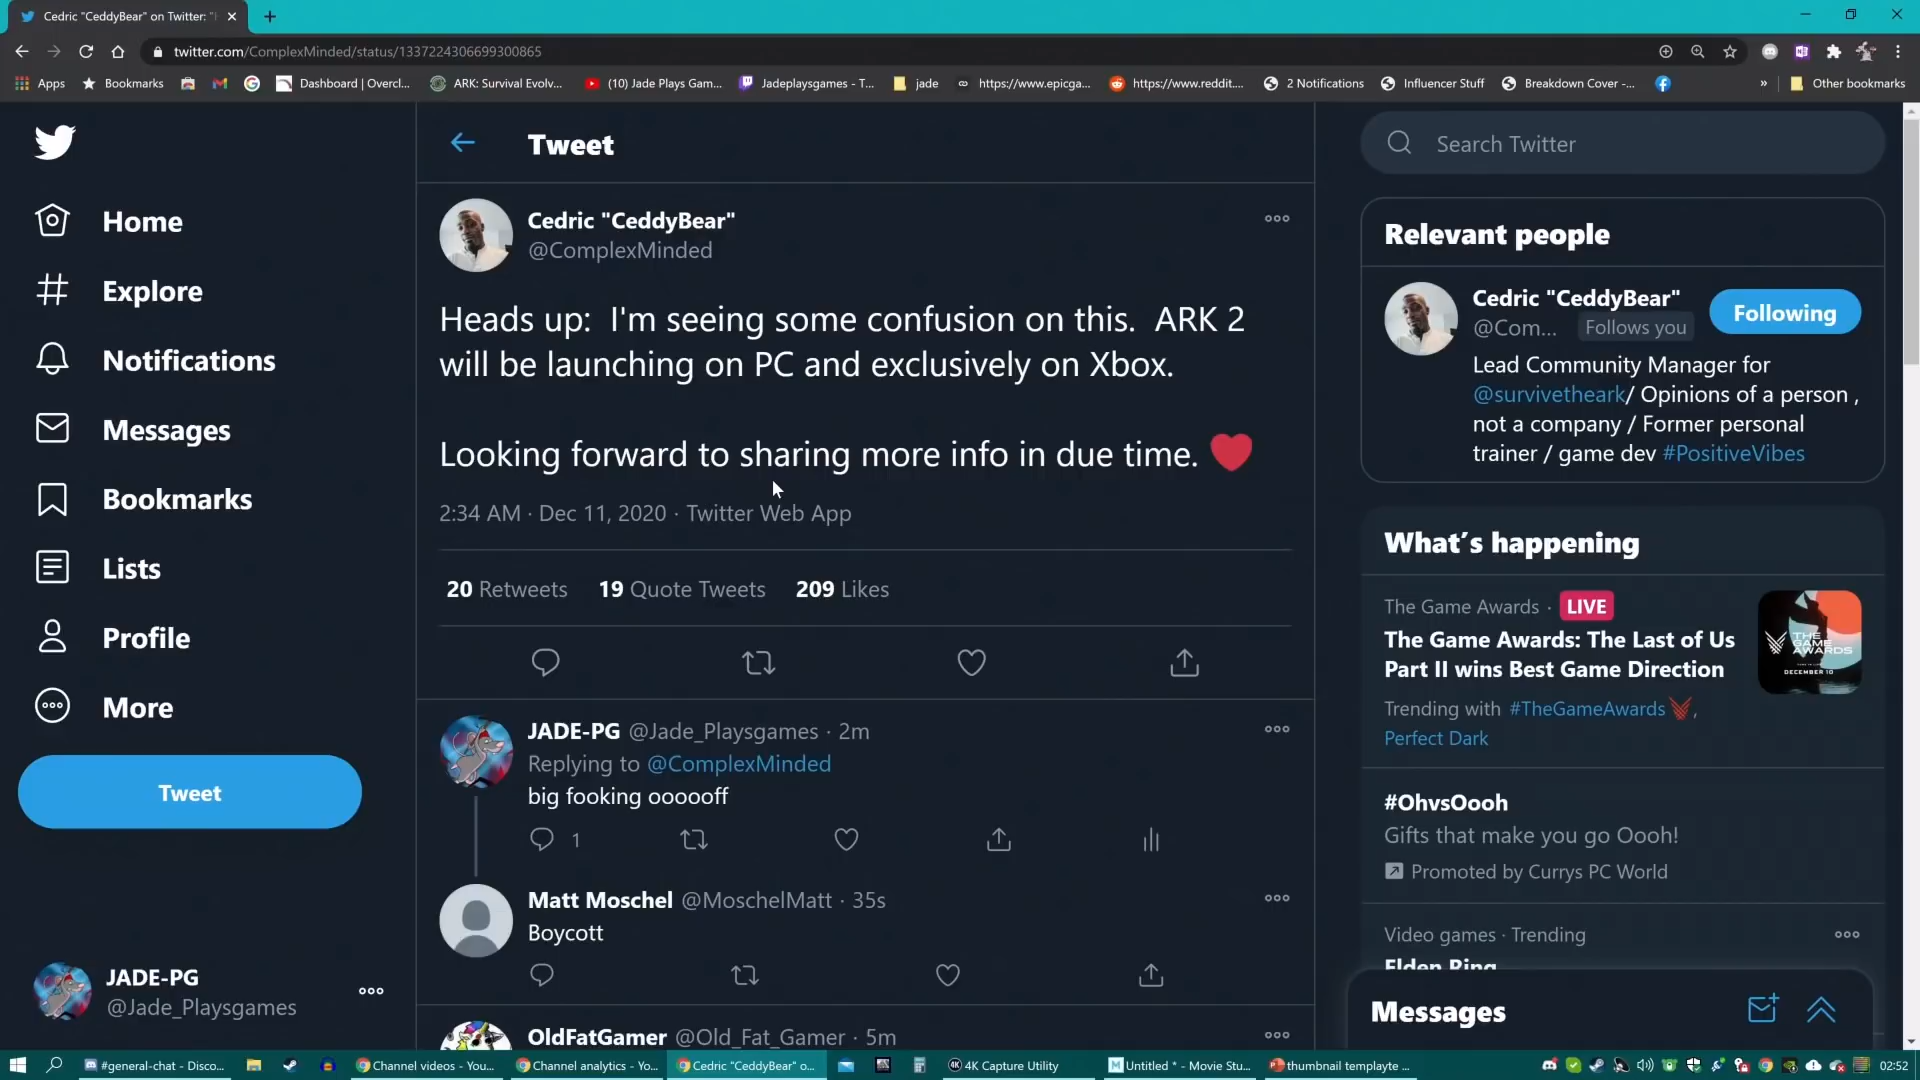 Cedric "CeddyBear" on Twitter: "H
twitter.com/ComplexMinded/status/1337224306699300865
Apps
Bookmarks
Dashboard | Overcl...
ARK: Survival Evolv...
(10) Jade Plays Gam...
Jadeplaysgames - T...
jade
https://www.epicga...
https://www.reddit....
2 Notifications
Influencer Stuff
Breakdown Cover -...
»
Other bookmarks
Home
Explore
Notifications
Messages
Bookmarks
Lists
Profile
More
Tweet
JADE-PG
@Jade_Playsgames
Tweet
Cedric "CeddyBear"
@ComplexMinded
Heads up: I'm seeing some confusion on this. ARK 2
will be launching on PC and exclusively on Xbox.
Looking forward to sharing more info in due time. ❤️
2:34 AM · Dec 11, 2020 · Twitter Web App
20 Retweets 19 Quote Tweets 209 Likes
JADE-PG @Jade_Playsgames · 2m
Replying to @ComplexMinded
big fooking oooooff
1
Matt Moschel @MoschelMatt · 35s
Boycott
OldFatGamer @Old_Fat_Gamer · 5m
Search Twitter
Relevant people
Cedric "CeddyBear"
@Com... Follows you
Following
Lead Community Manager for
@survivetheark/ Opinions of a person ,
not a company / Former personal
trainer / game dev #PositiveVibes
What's happening
The Game Awards · LIVE
The Game Awards: The Last of Us
Part II wins Best Game Direction
Trending with #TheGameAwards,
Perfect Dark
THE GAME AWARDS
DECEMBER 10
#OhvsOooh
Gifts that make you go Oooh!
Promoted by Currys PC World
Video games · Trending
Elden Ring
Messages
#general-chat - Disco...
Channel videos - You...
Channel analytics - Yo...
Cedric "CeddyBear" o...
4K Capture Utility
Untitled * - Movie Stu...
thumbnail templayte ...
02:52